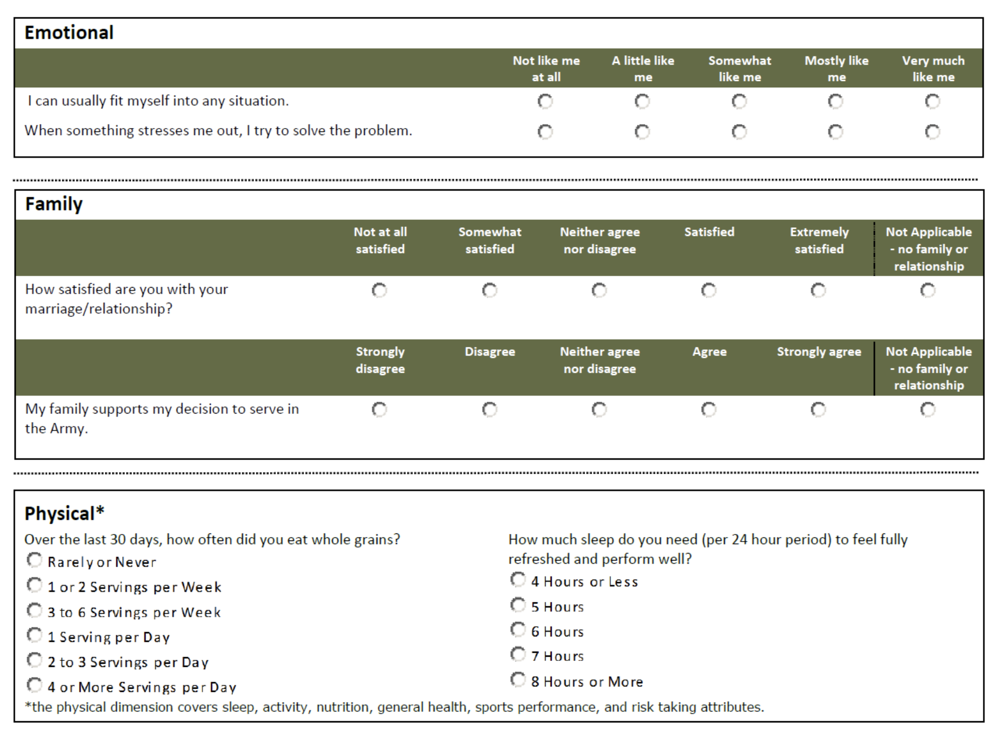 Emotional
Not like me at all
A little like me
Somewhat like me
Mostly like me
Very much like me
I can usually fit myself into any situation.
When something stresses me out, I try to solve the problem.
Family
Not at all satisfied
Somewhat satisfied
Neither agree nor disagree
Satisfied
Extremely satisfied
Not Applicable - no family or relationship
How satisfied are you with your
marriage/relationship?
Strongly disagree
Disagree
Neither agree nor disagree
Agree
Strongly agree
Not Applicable - no family or relationship
My family supports my decision to serve in
the Army.
Physical*
Over the last 30 days, how often did you eat whole grains?
Rarely or Never
1 or 2 Servings per Week
3 to 6 Servings per Week
1 Serving per Day
2 to 3 Servings per Day
4 or More Servings per Day
How much sleep do you need (per 24 hour period) to feel fully
refreshed and perform well?
4 Hours or Less
5 Hours
6 Hours
7 Hours
8 Hours or More
*the physical dimension covers sleep, activity, nutrition, general health, sports performance, and risk taking attributes.